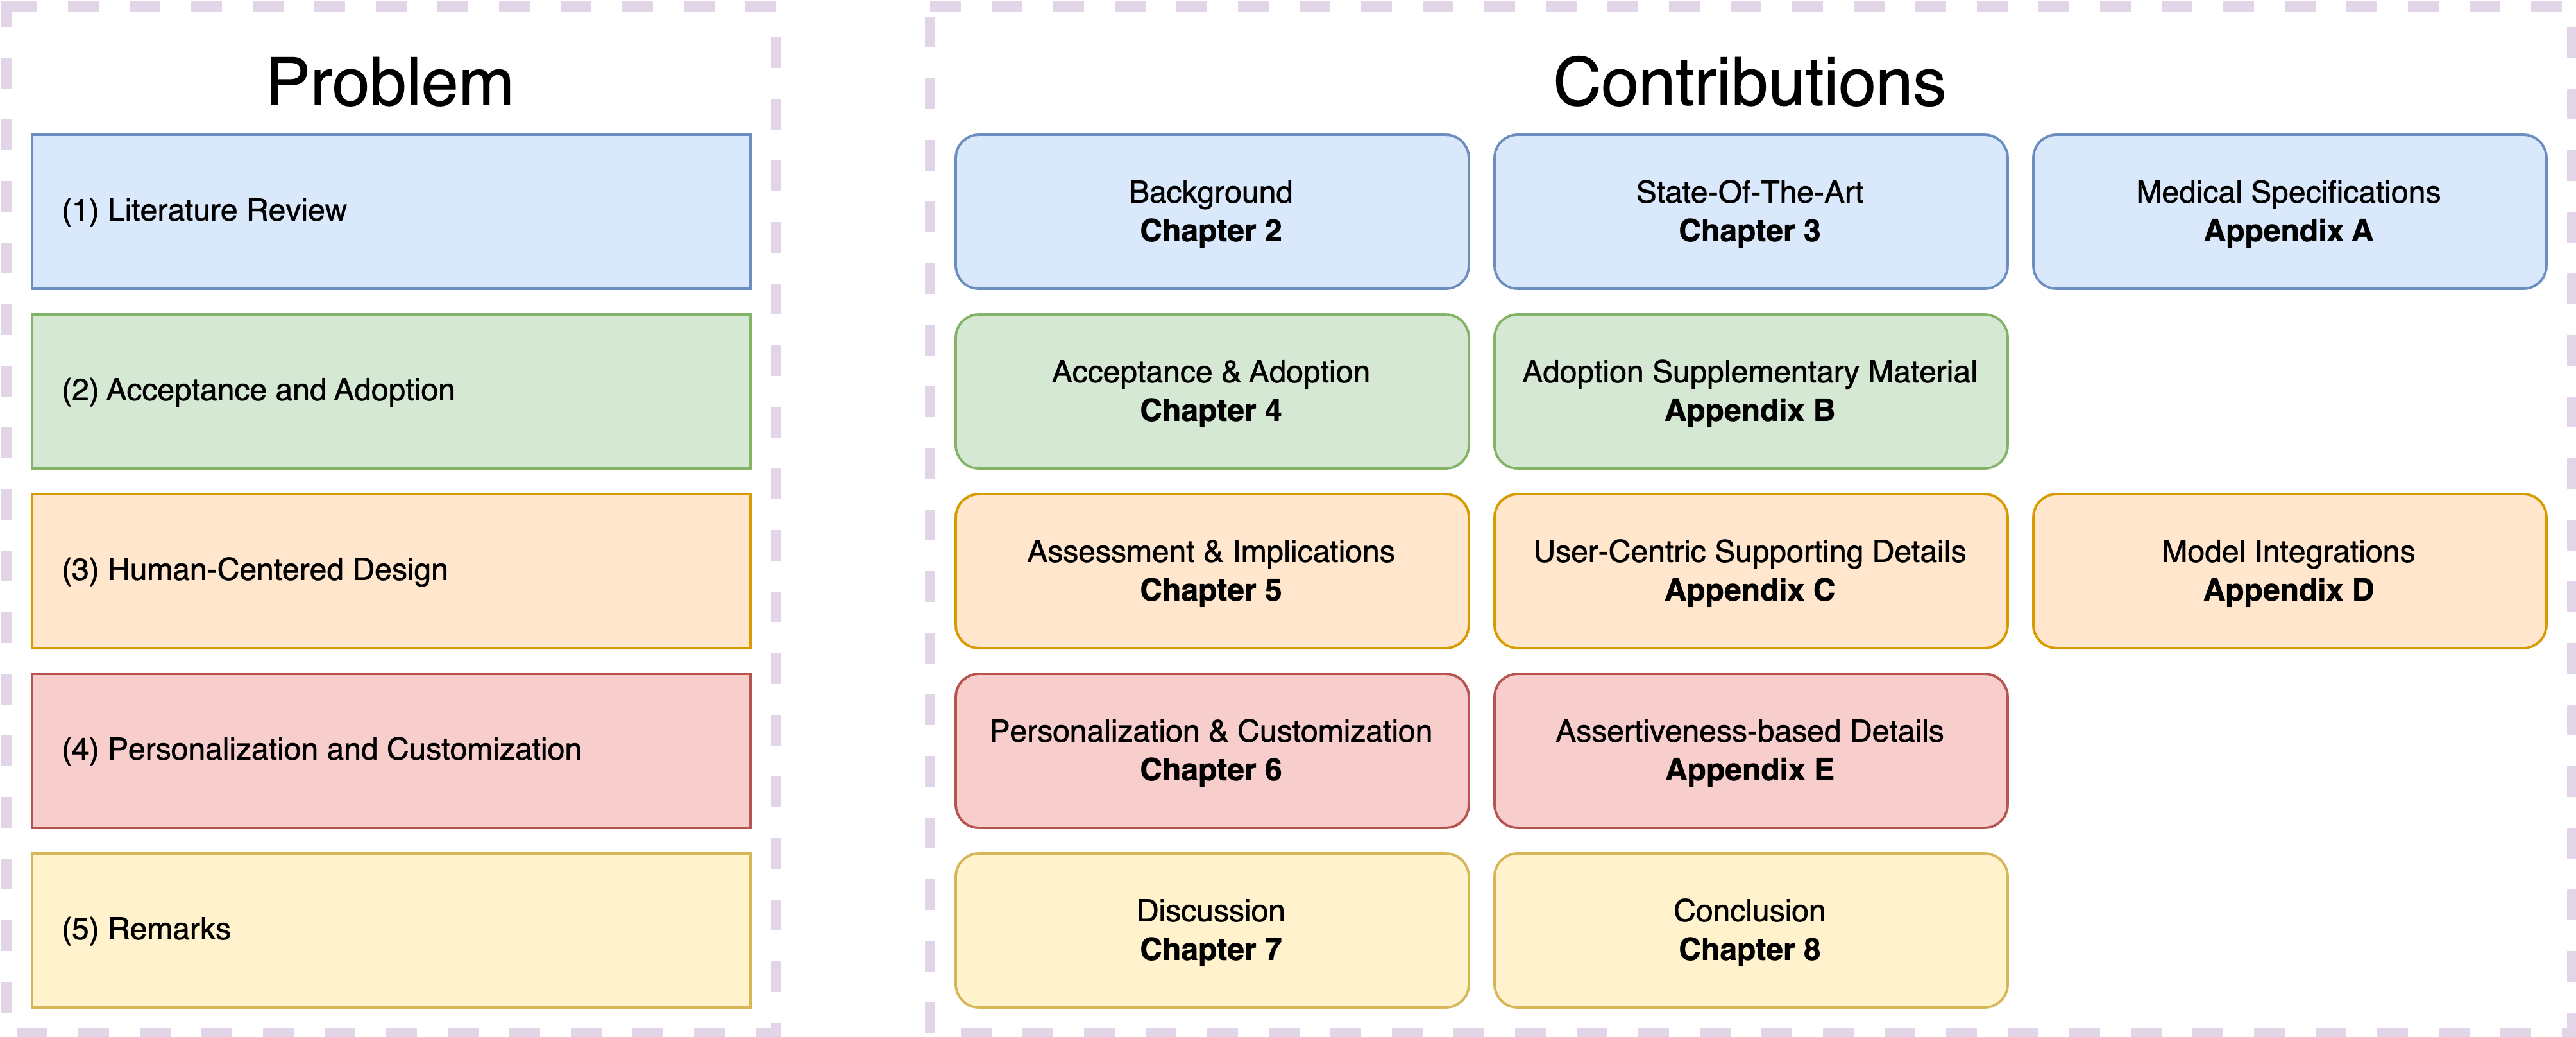 Problem
Contributions
(1) Literature Review
Background
Chapter 2
State-Of-The-Art
Chapter 3
Medical Specifications
Appendix A
(2) Acceptance and Adoption
Acceptance & Adoption
Chapter 4
Adoption Supplementary Material
Appendix B
(3) Human-Centered Design
Assessment & Implications
Chapter 5
User-Centric Supporting Details
Appendix C
Model Integrations
Appendix D
(4) Personalization and Customization
Personalization & Customization
Chapter 6
Assertiveness-based Details
Appendix E
(5) Remarks
Discussion
Chapter 7
Conclusion
Chapter 8